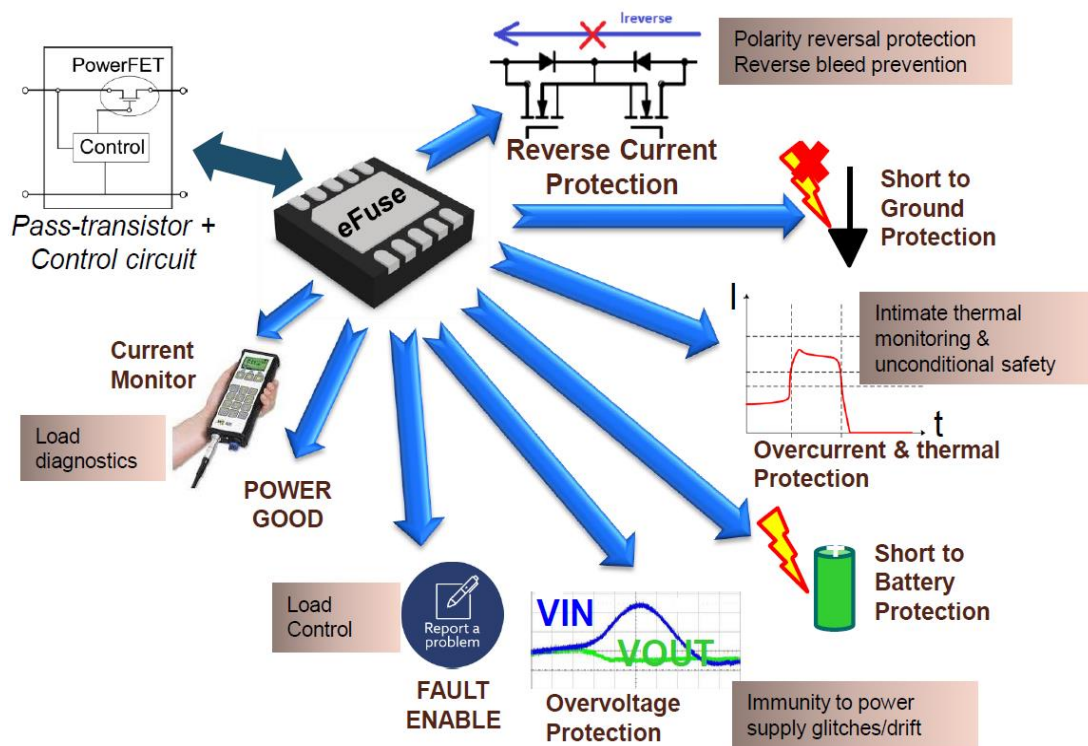 Ireverse
Polarity reversal protection
Reverse bleed prevention
PowerFET
Control
Pass-transistor +
Control circuit
eFuse
Reverse Current
Protection
Short to
Ground
Protection
I
Intimate thermal
monitoring &
unconditional safety
t
Overcurrent & thermal
Protection
Current
Monitor
Load
diagnostics
POWER
GOOD
Short to
Battery
Protection
Load
Control
Report a
problem
FAULT
ENABLE
VIN
VOUT
Overvoltage
Protection
Immunity to power
supply glitches/drift